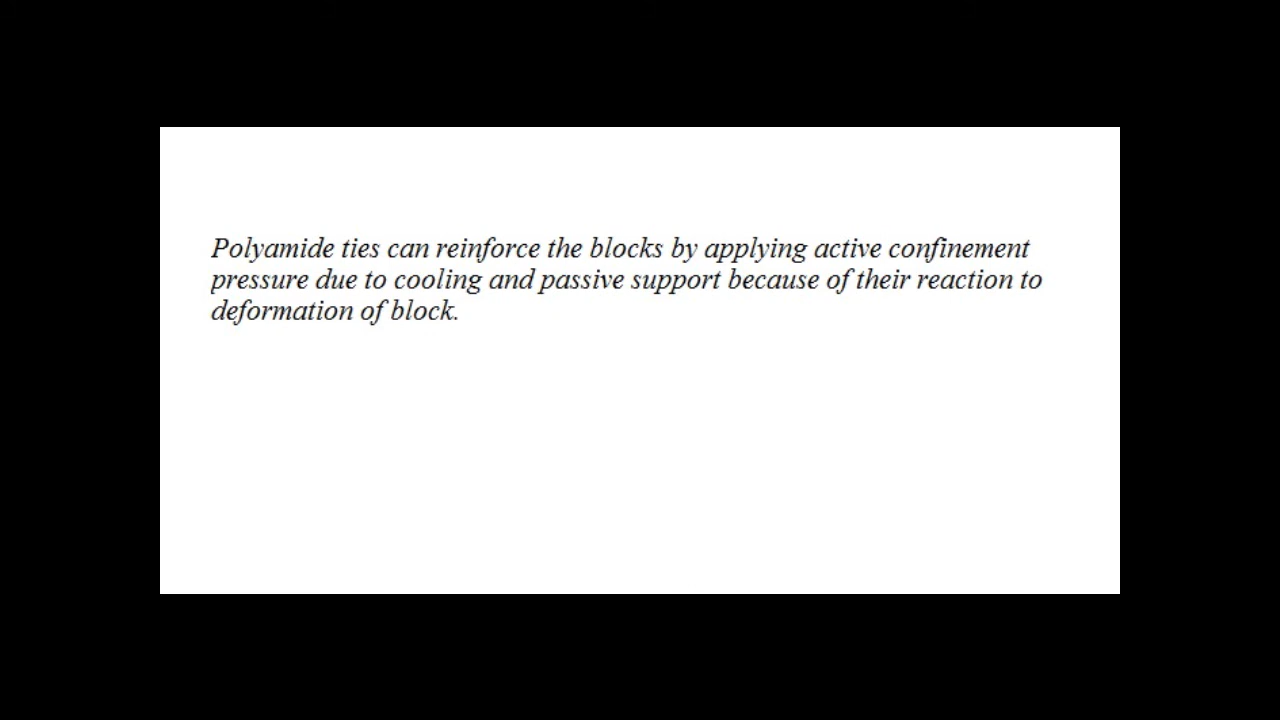 Polyamide ties can reinforce the blocks by applying active confinement
pressure due to cooling and passive support because of their reaction to
deformation of block.